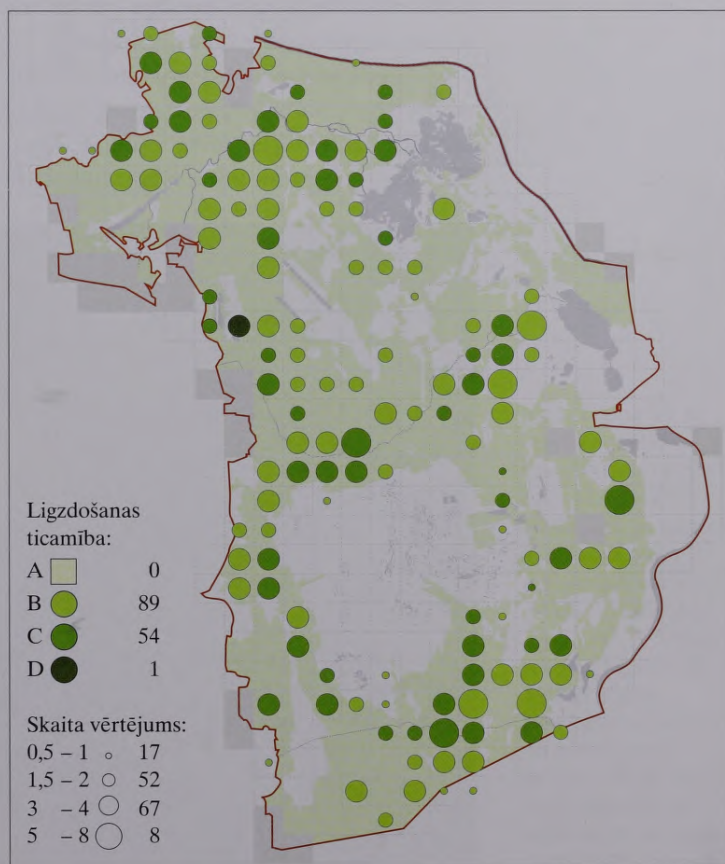 Ligzdošanas
ticamība:
A 0
B 89
C 54
D 1
Skaita vērtējums:
0,5 – 1 17
1,5 – 2 52
3 – 4 67
5 – 8 8